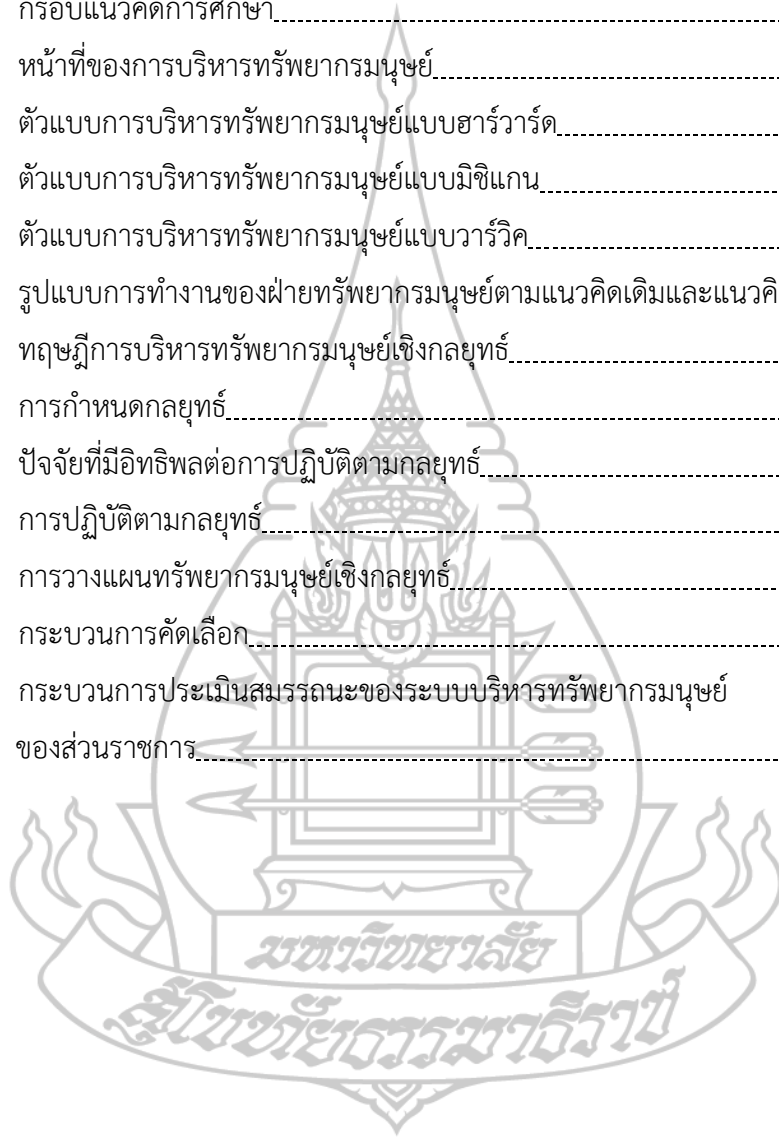 กรอบแนวคิดการศึกษา
หน้าที่ของการบริหารทรัพยากรมนุษย์
ตัวแบบการบริหารทรัพยากรมนุษย์แบบฮาร์วาร์ด
ตัวแบบการบริหารทรัพยากรมนุษย์แบบมิชิแกน
ตัวแบบการบริหารทรัพยากรมนุษย์แบบวาร์วิค
รูปแบบการทำงานของฝ่ายทรัพยากรมนุษย์ตามแนวคิดเดิมและแนวคิ
ทฤษฎีการบริหารทรัพยากรมนุษย์เชิงกลยุทธ์
การกำหนดกลยุทธ์
ปัจจัยที่มีอิทธิพลต่อการปฏิบัติตามกลยุทธ์
การปฏิบัติตามกลยุทธ์
การวางแผนทรัพยากรมนุษย์เชิงกลยุทธ์
กระบวนการคัดเลือก
กระบวนการประเมินสมรรถนะของระบบบริหารทรัพยากรมนุษย์
ของส่วนราชการ
มหาวิทยาลัย
สุโขทัยธรรมาธิราช